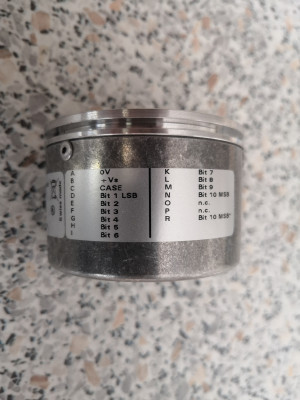 A 0V
B +Vs
C CASE
D Bit 1 LSB
E Bit 2
F Bit 3
G Bit 4
H Bit 5
I Bit 6
K Bit 7
L Bit 8
M Bit 9
N Bit 10 MSB
O n.c.
P n.c.
R Bit 10 MSB*